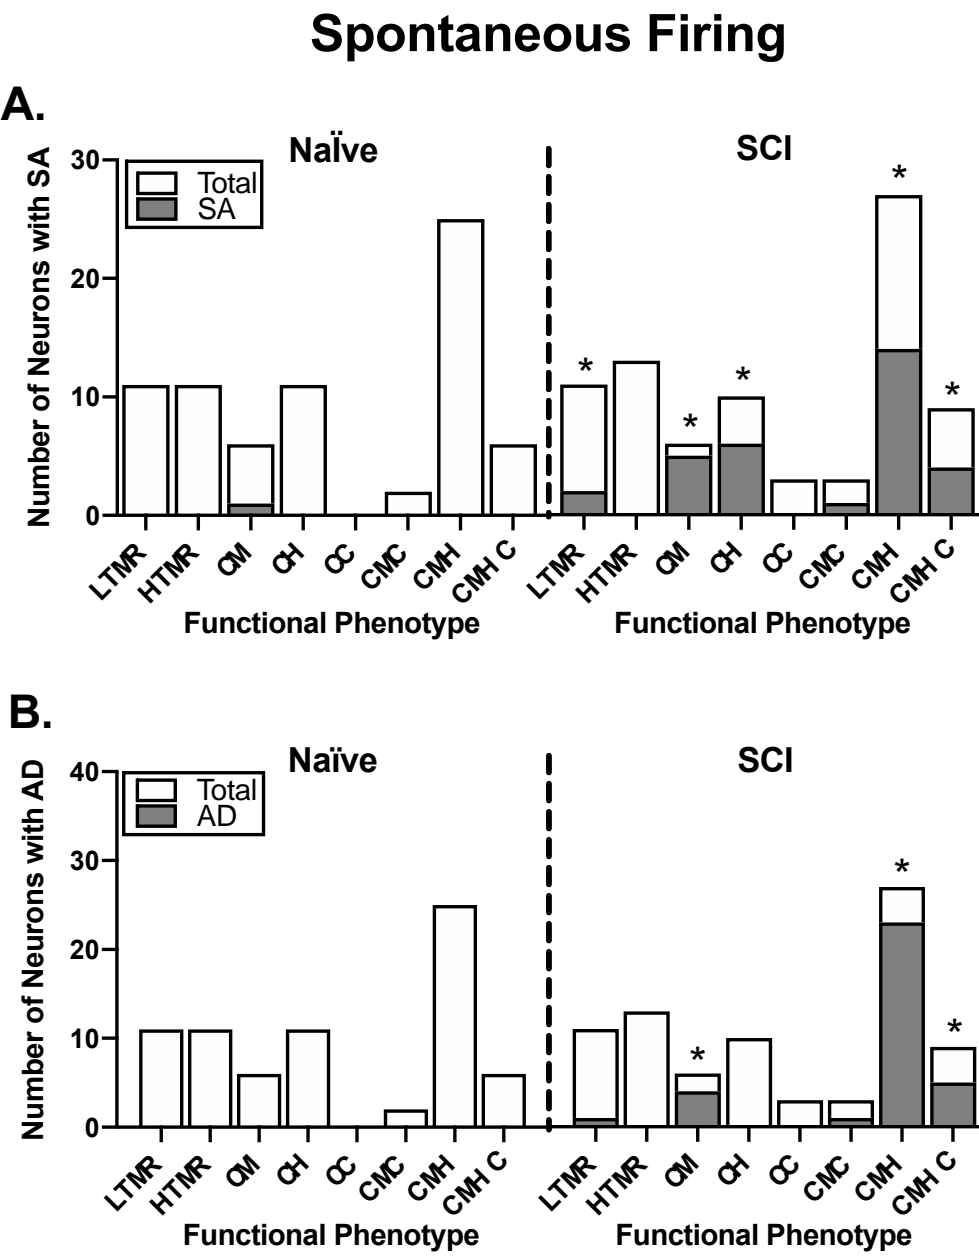 Spontaneous Firing
A.
NaÏve
SCI
Number of Neurons with SA
30
20
10
0
Total
SA
*
*
*
*
*
LTMR
HTMR
CM
CH
CC
CMC
CMH
CMH C
LTMR
HTMR
CM
CH
CC
CMC
CMH
CMH C
Functional Phenotype
Functional Phenotype
B.
Naïve
SCI
Number of Neurons with AD
40
30
20
10
0
Total
AD
*
*
*
LTMR
HTMR
CM
CH
CC
CMC
CMH
CMH C
LTMR
HTMR
CM
CH
CC
CMC
CMH
CMH C
Functional Phenotype
Functional Phenotype